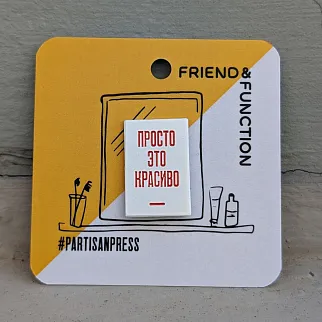 FRIEND & FUNCTION
ПРОСТО
ЭТО
КРАСИВО
#PARTISANPRESS